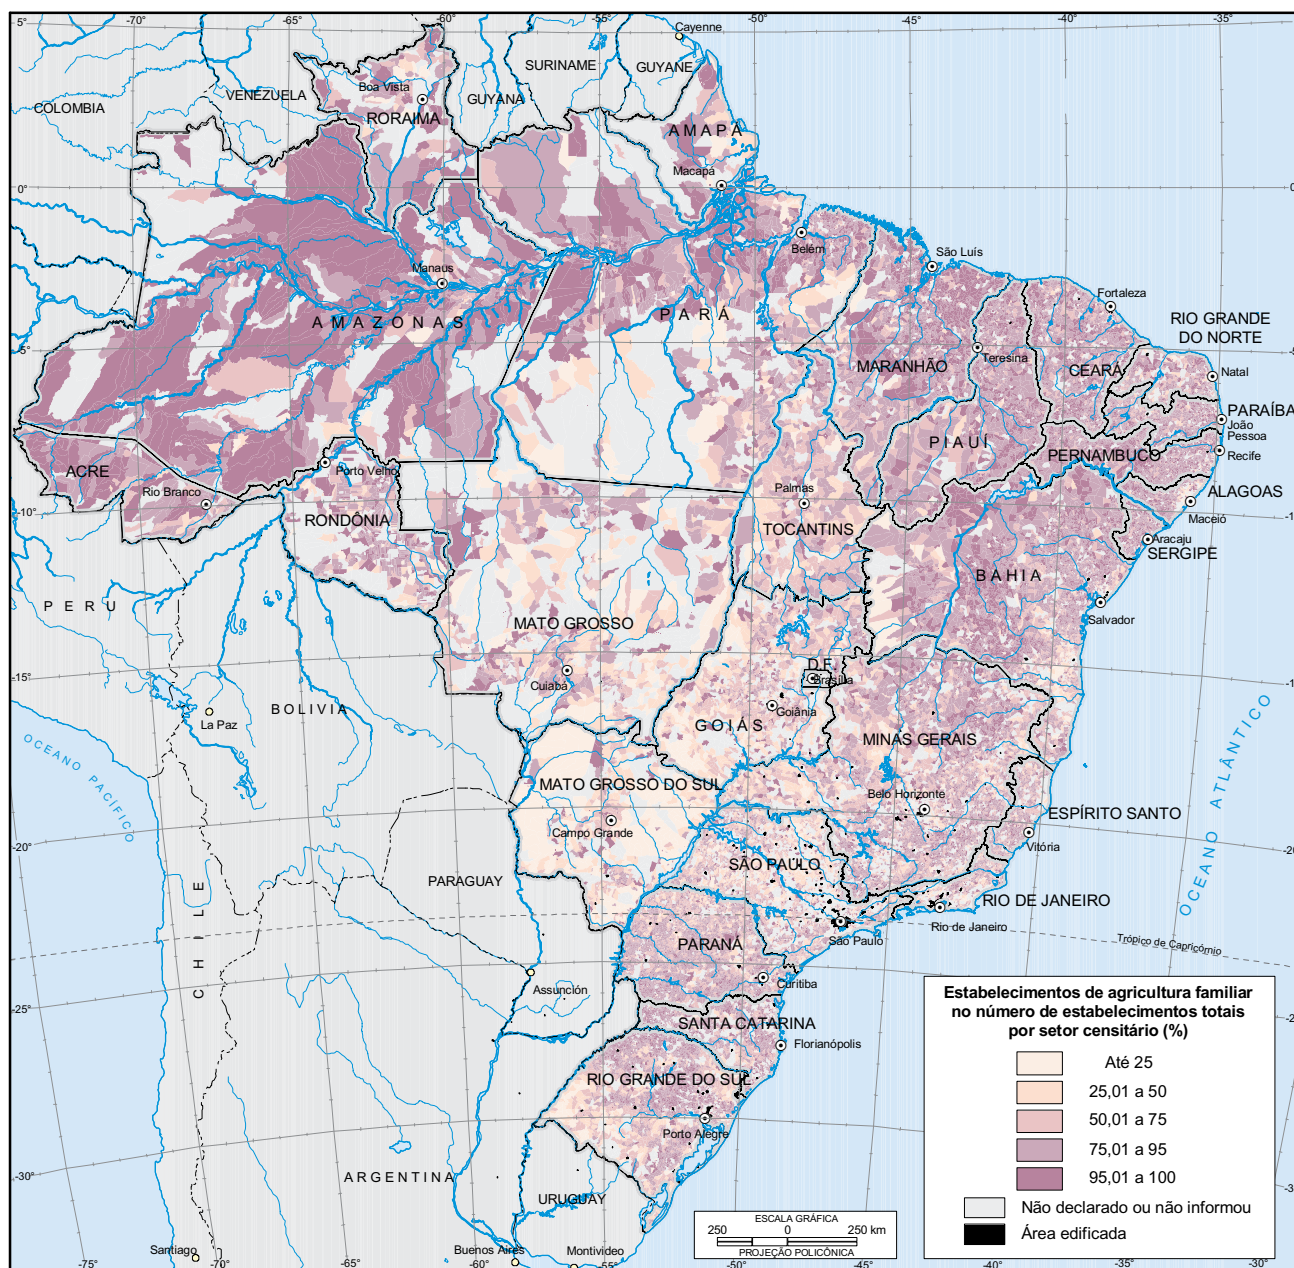 5°
-70°
-65°
-60°
-55°
-50°
-45°
-40°
-35°
Cayenne
SURINAME
GUYANE
VENEZUELA
GUYANA
COLOMBIA
Boa Vista
RORAIMA
AMAPÁ
Macapá
0°
0
Belém
São Luís
Manaus
Fortaleza
AMAZONAS
PARÁ
RIO GRANDE
DO NORTE
-5°
-5°
Teresina
MARANHÃO
CEARÁ
Natal
PARAÍBA
João
Pessoa
PIAUÍ
PERNAMBUCO
Recife
ACRE
Porto Velho
Rio Branco
Palmas
ALAGOAS
Maceió
-10°
-1
RONDÔNIA
TOCANTINS
Aracaju
SERGIPE
BAHIA
PERU
Salvador
MATO GROSSO
D.F.
Brasília
-15°
-1
Cuiabá
BOLIVIA
La Paz
Goiânia
GOIÁS
MINAS GERAIS
OCEANO PACÍFICO
OCEANO ATLÂNTICO
MATO GROSSO DO SUL
Belo Horizonte
ESPÍRITO SANTO
Campo Grande
Vitória
-20°
-20
SÃO PAULO
PARAGUAY
CHILE
RIO DE JANEIRO
Rio de Janeiro
São Paulo
Trópico de Capricórnio
PARANÁ
Curitiba
Assunción
-25°
-2
SANTA CATARINA
Florianópolis
RIO GRANDE DO SUL
Porto Alegre
ARGENTINA
-30°
-3
URUGUAY
Santiago
Buenos Aires
Montivideo
-75°
-70°
-65°
-60°
-55°
-50°
-45°
-40°
-35°
-30°
ESCALA GRÁFICA
250
0
250 km
PROJEÇÃO POLICÔNICA
Estabelecimentos de agricultura familiar
no número de estabelecimentos totais
por setor censitário (%)
Até 25
25,01 a 50
50,01 a 75
75,01 a 95
95,01 a 100
Não declarado ou não informou
Área edificada